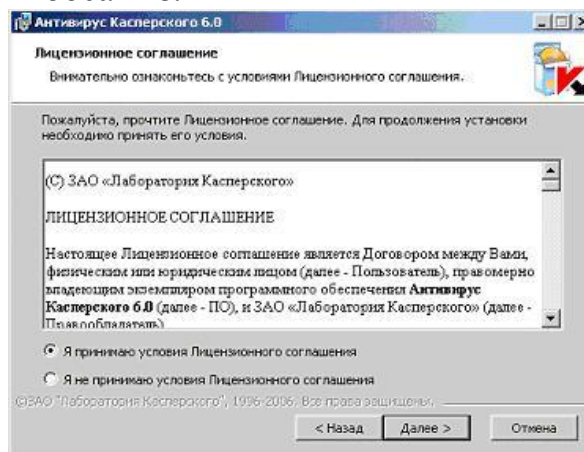 Антивирус Касперского 6.0
Лицензионное соглашение
Внимательно ознакомьтесь с условиями Лицензионного соглашения.
Пожалуйста, прочтите Лицензионное соглашение. Для продолжения установки
необходимо принять его условия.
(C) ЗАО «Лаборатория Касперского»
ЛИЦЕНЗИОННОЕ СОГЛАШЕНИЕ
Настоящее Лицензионное соглашение является Договором между Вами,
физическим или юридическим лицом (далее - Пользователь), правомерно
владеющим экземпляром программного обеспечения Антивирус
Касперского 6.0 (далее - ПО), и ЗАО «Лаборатория Касперского» (далее -
Правообладатель)
Я принимаю условия Лицензионного соглашения
Я не принимаю условия Лицензионного соглашения
©ЗАО "Лаборатория Касперского", 1996-2006. Все права защищены.
< Назад
Далее >
Отмена